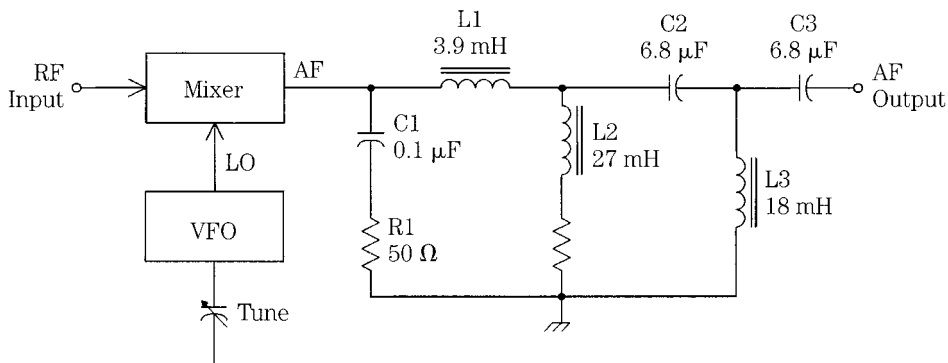 L1
3.9 mH
C2
6.8 μF
C3
6.8 μF
RF
Input
Mixer
AF
AF
Output
C1
0.1 μF
L2
27 mH
LO
L3
18 mH
VFO
R1
50 Ω
Tune